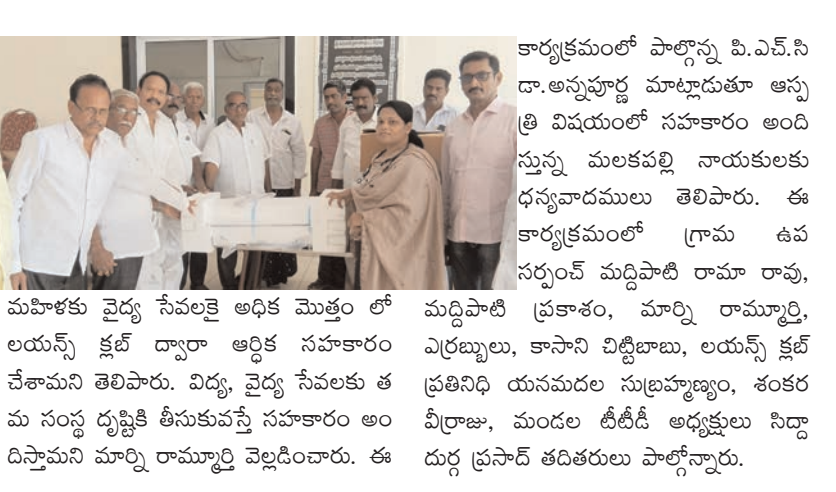 మహిళకు వైద్య సేవలకై అధిక మొత్తం లో
లయన్స్ క్లబ్ ద్వారా ఆర్థిక సహకారం
చేశామని తెలిపారు. విద్య, వైద్య సేవలకు త
మ సంస్థ దృష్టికి తీసుకువస్తే సహకారం అం
దిస్తామని మార్ని రామ్మూర్తి వెల్లడించారు. ఈ
కార్యక్రమంలో పాల్గొన్న పి.ఎచ్.సి
డా.అన్నపూర్ణ మాట్లాడుతూ ఆస్ప
త్రి విషయంలో సహకారం అంది
స్తున్న మలకపల్లి నాయకులకు
ధన్యవాదములు తెలిపారు. ఈ
కార్యక్రమంలో గ్రామ ఉప
సర్పంచ్ మద్దిపాటి రామా రావు,
మద్దిపాటి ప్రకాశం, మార్ని రామ్మూర్తి,
ఎర్రబ్బులు, కాసాని చిట్టిబాబు, లయన్స్ క్లబ్
ప్రతినిధి యనమదల సుబ్రహ్మణ్యం, శంకర
వీర్రాజు, మండల టీటీడీ అధ్యక్షులు సిద్దా
దుర్గ ప్రసాద్ తదితరులు పాల్గోన్నారు.